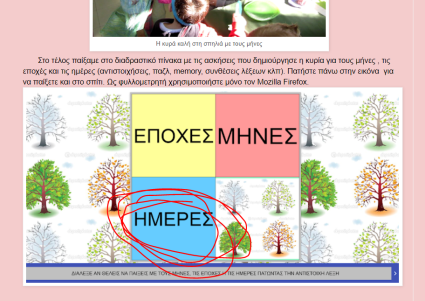 Η κυρά καλή στη σπηλιά με τους μήνες
Στο τέλος παίξαμε στο διαδραστικό πίνακα με τις ασκήσεις που δημιούργησε η κυρία για τους μήνες , τις
εποχές και τις ημέρες (αντιστοιχήσεις, παζλ, memory, συνθέσεις λέξεων κλπ). Πατήστε πάνω στην εικόνα για
να παίξετε και στο σπίτι. Ως φυλλομετρητή χρησιμοποιήστε μόνο τον Mozilla Firefox.
ΕΠΟΧΕΣ ΜΗΝΕΣ
ΗΜΕΡΕΣ
ΔΙΑΛΕΞΕ ΑΝ ΘΕΛΕΙΣ ΝΑ ΠΑΙΞΕΙΣ ΜΕ ΤΟΥΣ ΜΗΝΕΣ, ΤΙΣ ΕΠΟΧΕΣ Ή ΤΙΣ ΗΜΕΡΕΣ ΠΑΤΩΝΤΑΣ ΤΗΝ ΑΝΤΙΣΤΟΙΧΗ ΛΕΞΗ